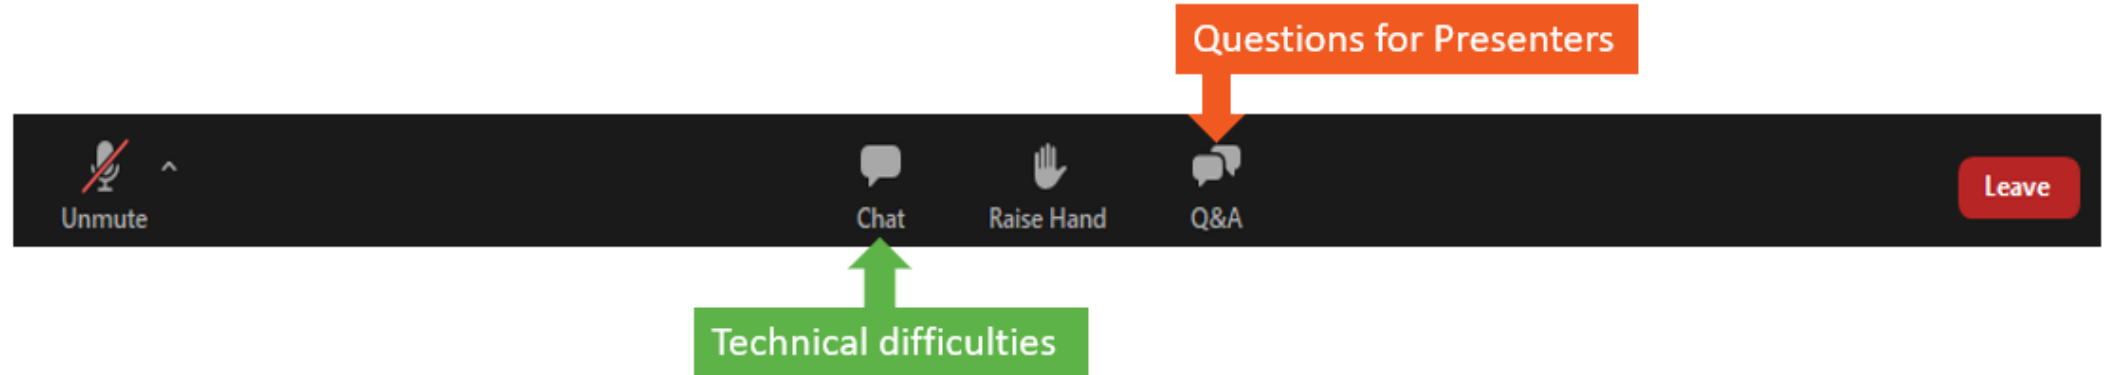 Questions for Presenters
Unmute
Chat
Raise Hand
Q&A
Leave
Technical difficulties